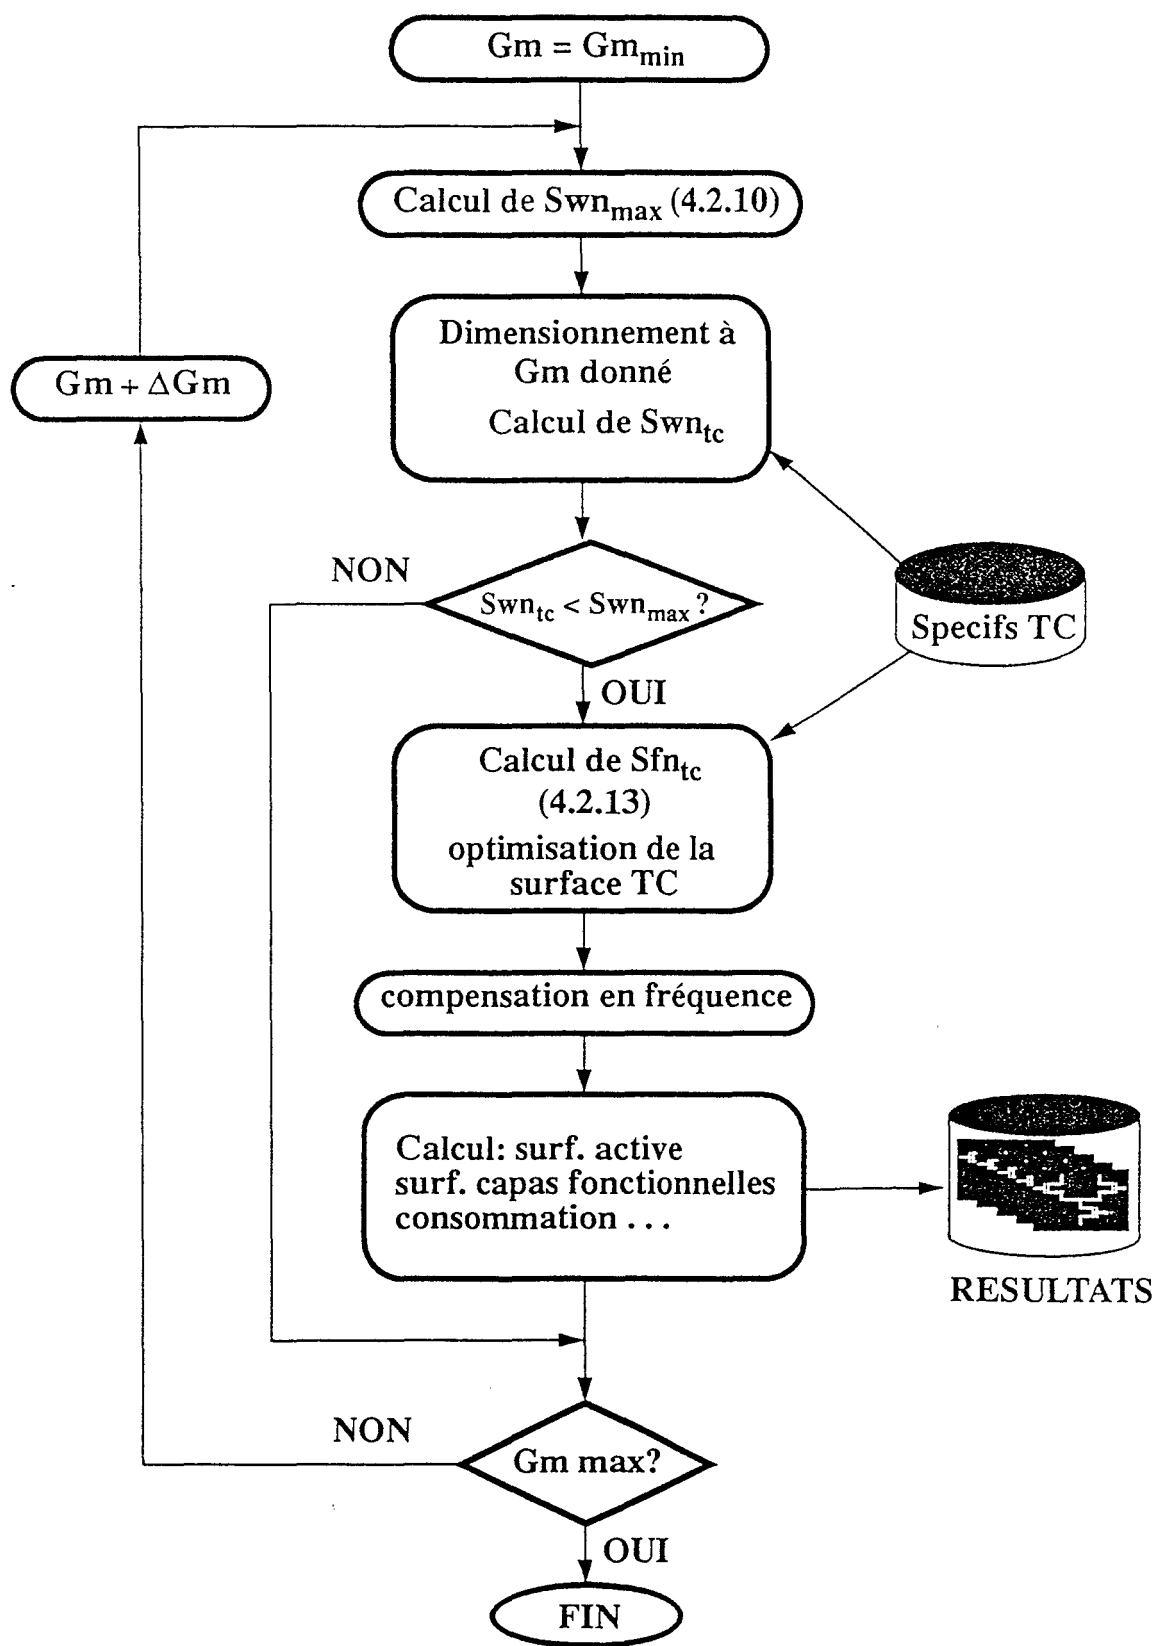 Gm = Gm_min
Calcul de Swn_max (4.2.10)
Dimensionnement à
Gm donné
Calcul de Swn_tc
Gm + ΔGm
NON
Swn_tc < Swn_max ?
Specifs TC
OUI
Calcul de Sfn_tc
(4.2.13)
optimisation de la
surface TC
compensation en fréquence
Calcul: surf. active
surf. capas fonctionnelles
consommation . . .
RESULTATS
NON
Gm max?
OUI
FIN